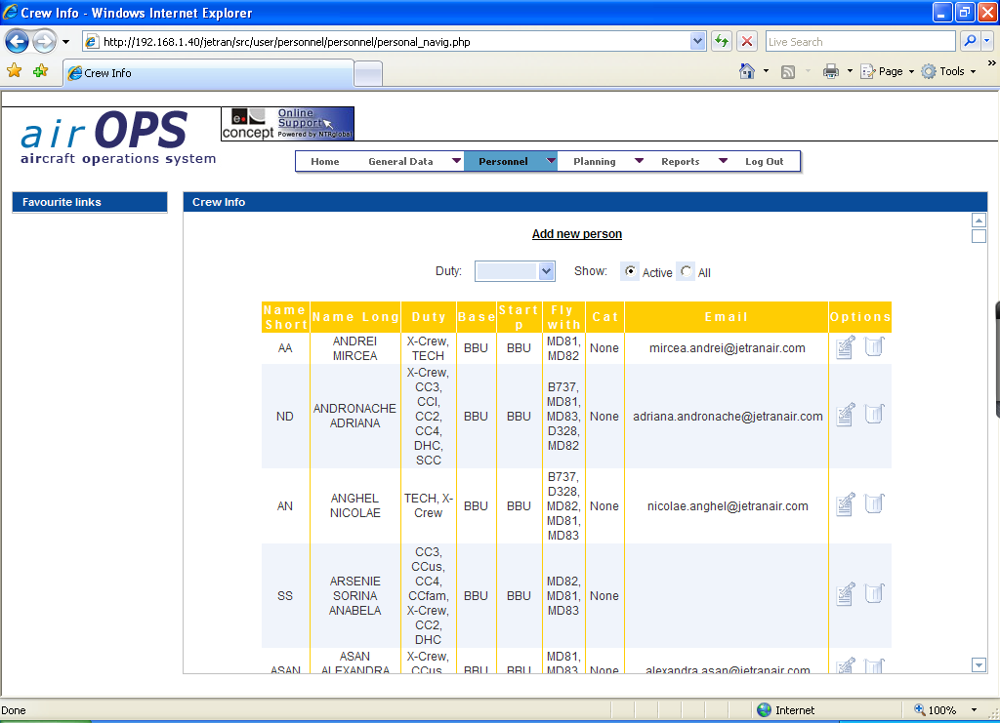 Crew Info - Windows Internet Explorer
http://192.168.1.40/jetran/src/user/personnel/personnel/personal_navig.php
Live Search
Crew Info
Page
Tools
air OPS
aircraft operations system
e.
concept
Online
Support
Powered by NTRglobal
Home General Data Personnel Planning Reports Log Out
Favourite links
Crew Info
Add new person
Duty:
Show:
Active
All
Name Short Name Long Duty Base Start p Fly with Cat Email Options
AA
ANDREI
MIRCEA
X-Crew,
TECH
BBU
BBU
MD81,
MD82
None
mircea.andrei@jetranair.com
ND
ANDRONACHE
ADRIANA
X-Crew,
CC3,
CCI,
CC2,
CC4,
DHC,
SCC
BBU
BBU
B737,
MD81,
MD83,
D328,
MD82
None
adriana.andronache@jetranair.com
AN
ANGHEL
NICOLAE
TECH, X-
Crew
BBU
BBU
B737,
D328,
MD82,
MD81,
MD83
None
nicolae.anghel@jetranair.com
SS
ARSENIE
SORINA
ANABELA
CC3,
CCus,
CC4,
CCfam,
X-Crew,
CC2,
DHC
BBU
BBU
MD82,
MD81,
MD83
None
ASAN
ASAN
ALEXANDRA
X-Crew,
CCus
BBU
BBU
MD81,
MD83
None
alexandra.asan@jetranair.com
Done
Internet
100%